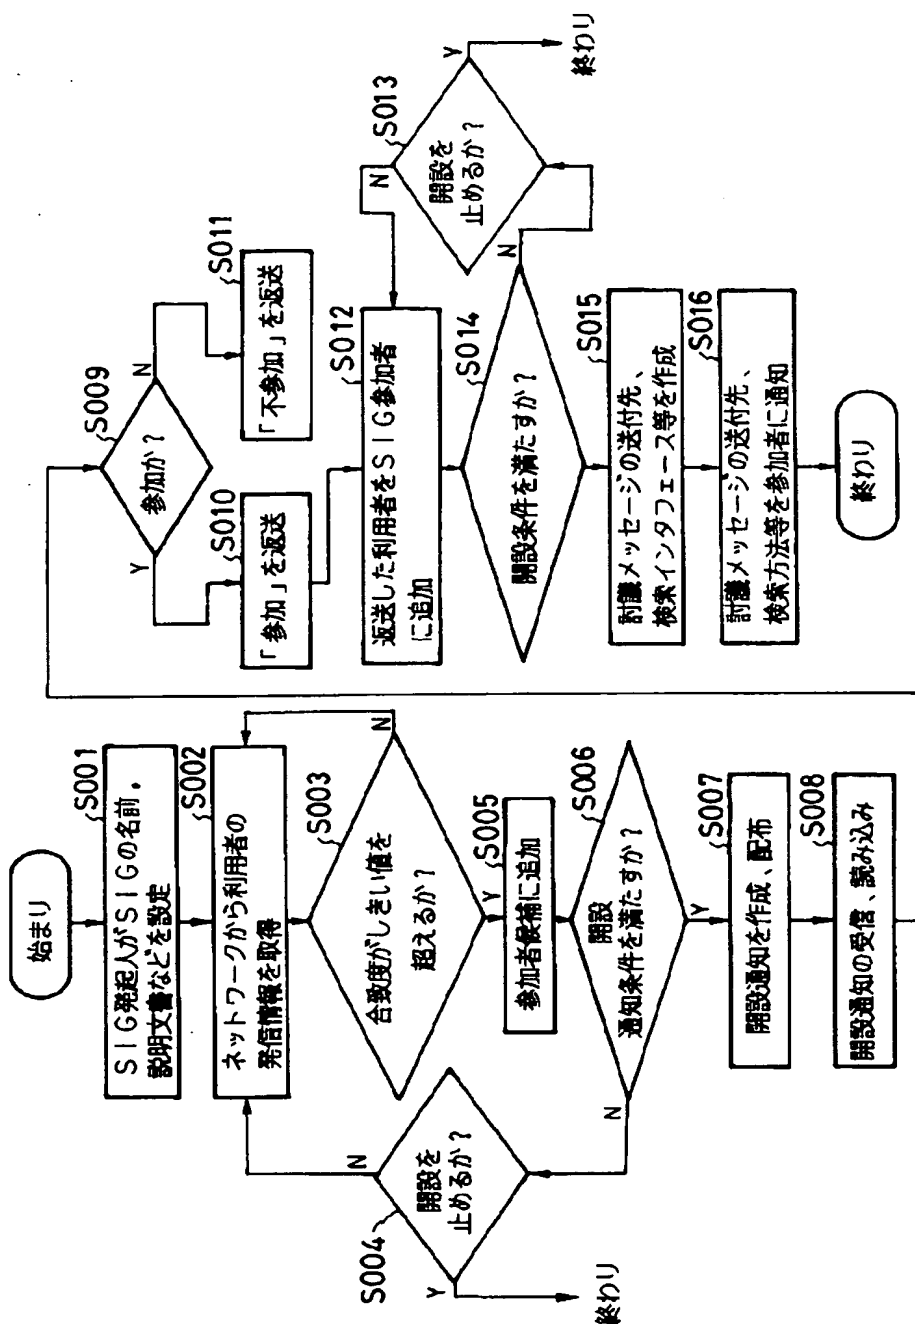 始まり
S001
SIG発起人がSIGの名前,
説明文書などを設定
S002
ネットワークから利用者の
発信情報を取得
S003
合致度がしきい値を
超えるか?
N
Y
S004
開設を
止めるか?
N
Y
終わり
S005
参加者候補に追加
S006
開設
通知条件を満たすか?
N
Y
S007
開設通知を作成、配布
S008
開設通知の受信、読み込み
S009
参加か?
Y
N
S010
「参加」を返送
S011
「不参加」を返送
S012
返送した利用者をSIG参加者
に追加
S013
開設を
止めるか?
N
Y
終わり
S014
開設条件を満たすか?
N
S015
討議メッセージの送付先、
検索インタフェース等を作成
S016
討議メッセージの送付先、
検索方法等を参加者に通知
終わり